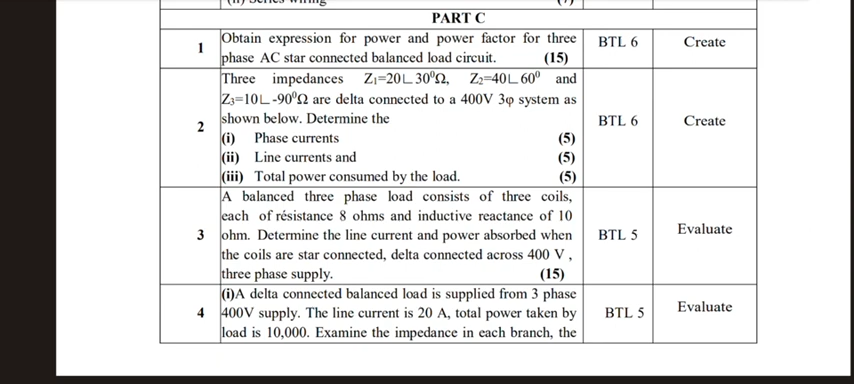 (ii) Series wiring (7)
PART C
1 Obtain expression for power and power factor for three phase AC star connected balanced load circuit. (15) BTL 6 Create
Three impedances Z1=20∟30⁰Ω, Z2=40∟60⁰ and
Z3=10∟-90⁰Ω are delta connected to a 400V 3φ system as
shown below. Determine the
2 BTL 6 Create
(i) Phase currents (5)
(ii) Line currents and (5)
(iii) Total power consumed by the load. (5)
A balanced three phase load consists of three coils,
each of résistance 8 ohms and inductive reactance of 10
3 ohm. Determine the line current and power absorbed when BTL 5 Evaluate
the coils are star connected, delta connected across 400 V ,
three phase supply. (15)
(i)A delta connected balanced load is supplied from 3 phase
4 400V supply. The line current is 20 A, total power taken by BTL 5 Evaluate
load is 10,000. Examine the impedance in each branch, the